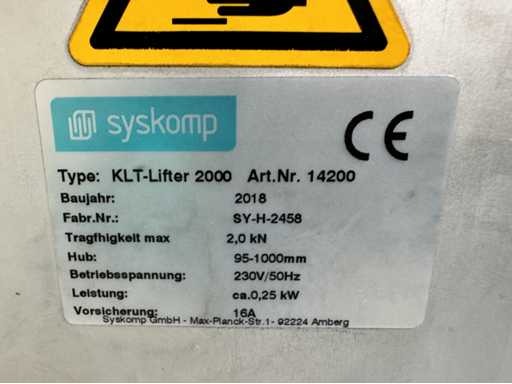 syskomp
CE
Type: KLT-Lifter 2000 Art.Nr. 14200
Baujahr: 2018
Fabr.Nr.: SY-H-2458
Tragfhigkeit max 2,0 kN
Hub: 95-1000mm
Betriebsspannung: 230V/50Hz
Leistung: ca.0,25 kW
Vorsicherung: 16A
Syskomp GmbH - Max-Planck-Str.1- 92224 Amberg